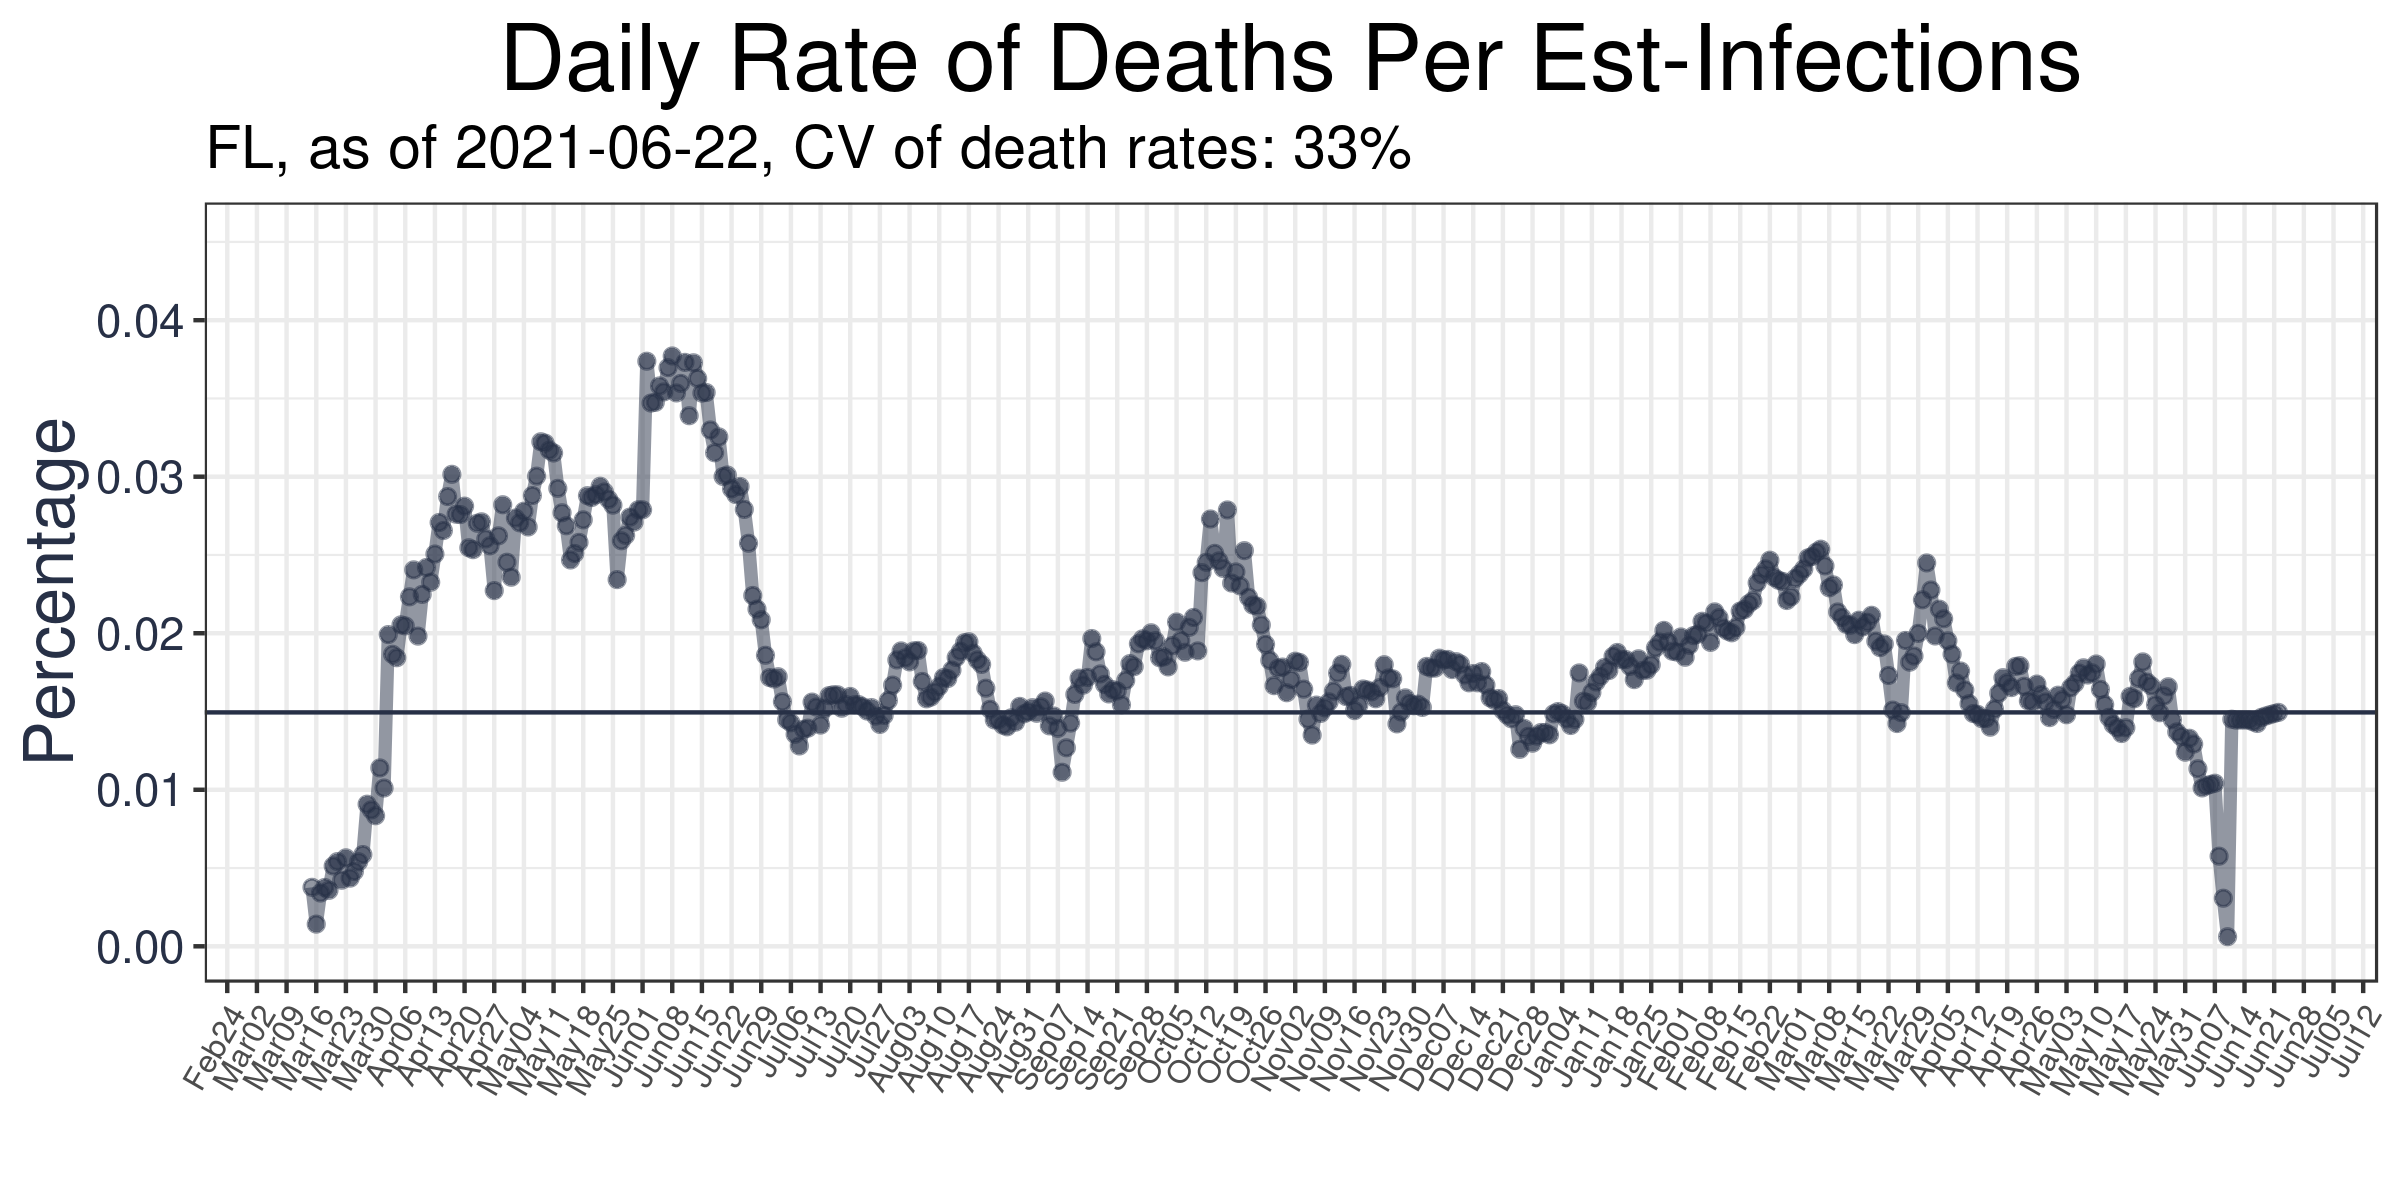 Daily Rate of Deaths Per Est-Infections
FL, as of 2021-06-22, CV of death rates: 33%
Percentage
0.04
0.03
0.02
0.01
0.00
Feb24
Mar02
Mar09
Mar16
Mar23
Mar30
Apr06
Apr13
Apr20
Apr27
May04
May11
May18
May25
Jun01
Jun08
Jun15
Jun22
Jun29
Jul06
Jul13
Jul20
Jul27
Aug03
Aug10
Aug17
Aug24
Aug31
Sep07
Sep14
Sep21
Sep28
Oct05
Oct12
Oct19
Oct26
Nov02
Nov09
Nov16
Nov23
Nov30
Dec07
Dec14
Dec21
Dec28
Dec04
Jan11
Jan18
Jan25
Feb01
Feb08
Feb15
Feb22
Mar01
Mar08
Mar15
Mar22
Mar29
Apr05
Apr12
Apr19
Apr26
May03
May10
May17
May24
May31
May07
Jun14
Jun21
Jun28
Jul05
Jul12